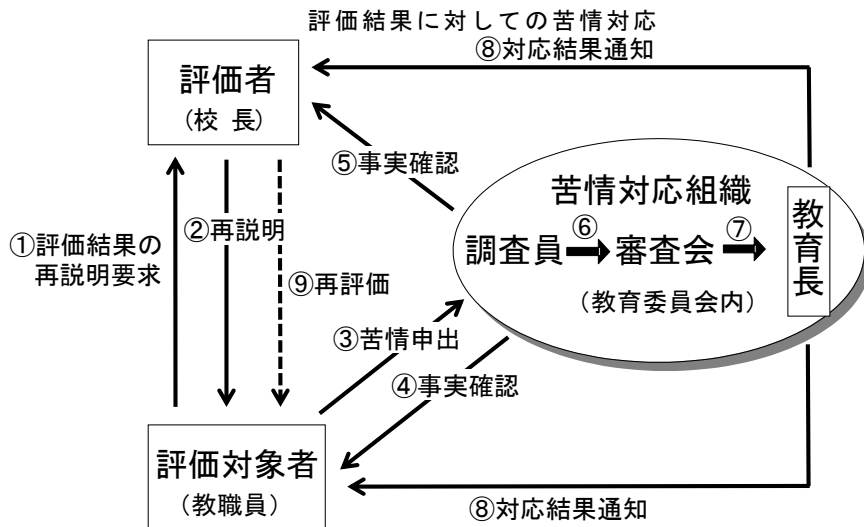 評価結果に対しての苦情対応
⑧対応結果通知
評価者
(校 長)
⑤事実確認
苦情対応組織
①評価結果の
再説明要求
②再説明
調査員
⑥
審査会
⑦
教育長
(教育委員会内)
⑨再評価
③苦情申出
④事実確認
評価対象者
(教職員)
⑧対応結果通知